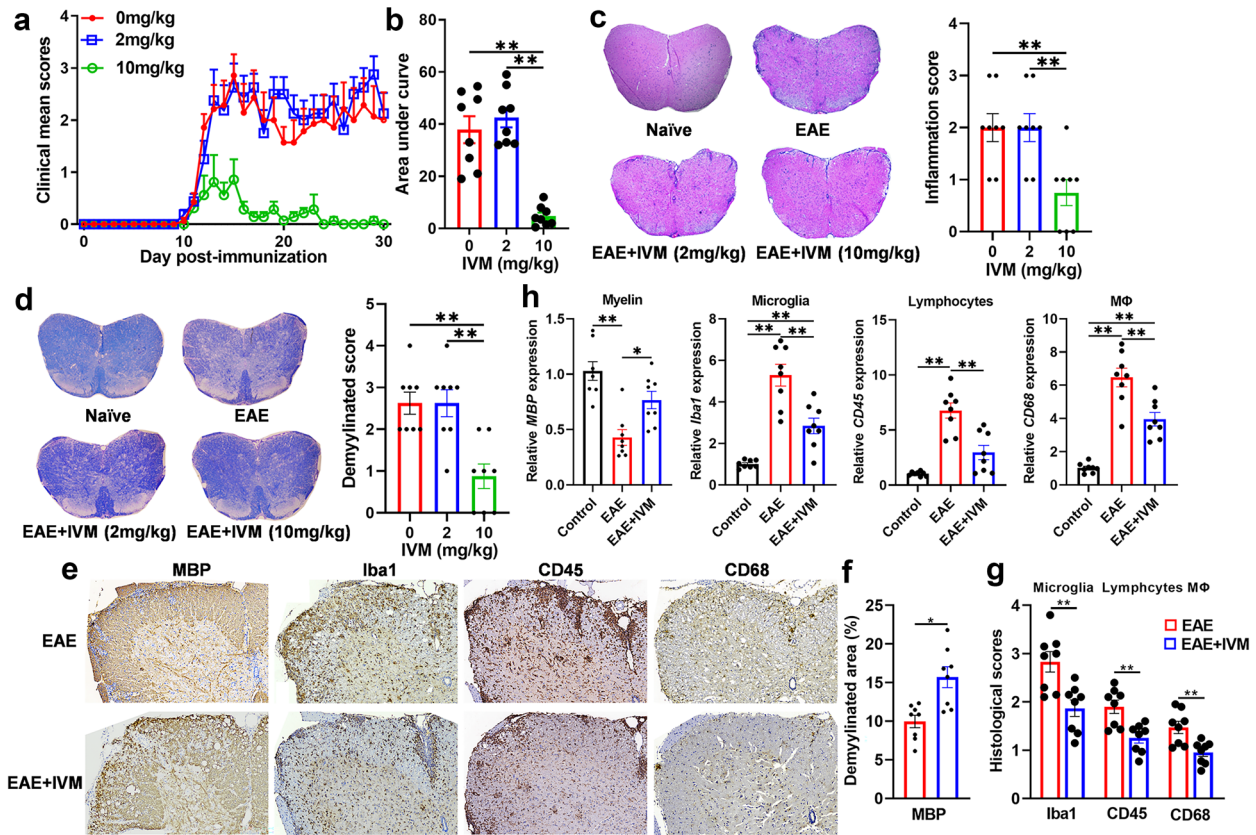 a
0mg/kg
2mg/kg
10mg/kg
Clinical mean scores
4
3
2
1
0
0
10
20
30
Day post-immunization
b
**
**
Area under curve
80
60
40
20
0
0
2
10
IVM (mg/kg)
c
Naïve
EAE
EAE+IVM (2mg/kg)
EAE+IVM (10mg/kg)
Inflammation score
4
3
2
1
0
**
**
0
2
10
IVM (mg/kg)
d
Naïve
EAE
EAE+IVM (2mg/kg)
EAE+IVM (10mg/kg)
Demyylinated score
5
4
3
2
1
0
**
**
0
2
10
IVM (mg/kg)
h
Myelin
Relative MBP expression
1.5
1.0
0.5
0.0
**
*
Control
EAE
EAE+IVM
Microglia
Relative Iba1 expression
8
6
4
2
0
**
**
**
Control
EAE
EAE+IVM
Lymphocytes
Relative CD45 expression
15
10
5
0
**
**
Control
EAE
EAE+IVM
MΦ
Relative CD68 expression
10
8
6
4
2
0
**
**
**
Control
EAE
EAE+IVM
e
MBP
Iba1
CD45
CD68
EAE
EAE+IVM
f
Demyylinated area (%)
25
20
15
10
5
0
*
MBP
g
Microglia Lymphcytes MΦ
Histological scores
4
3
2
1
0
**
**
**
EAE
EAE+IVM
Iba1
CD45
CD68